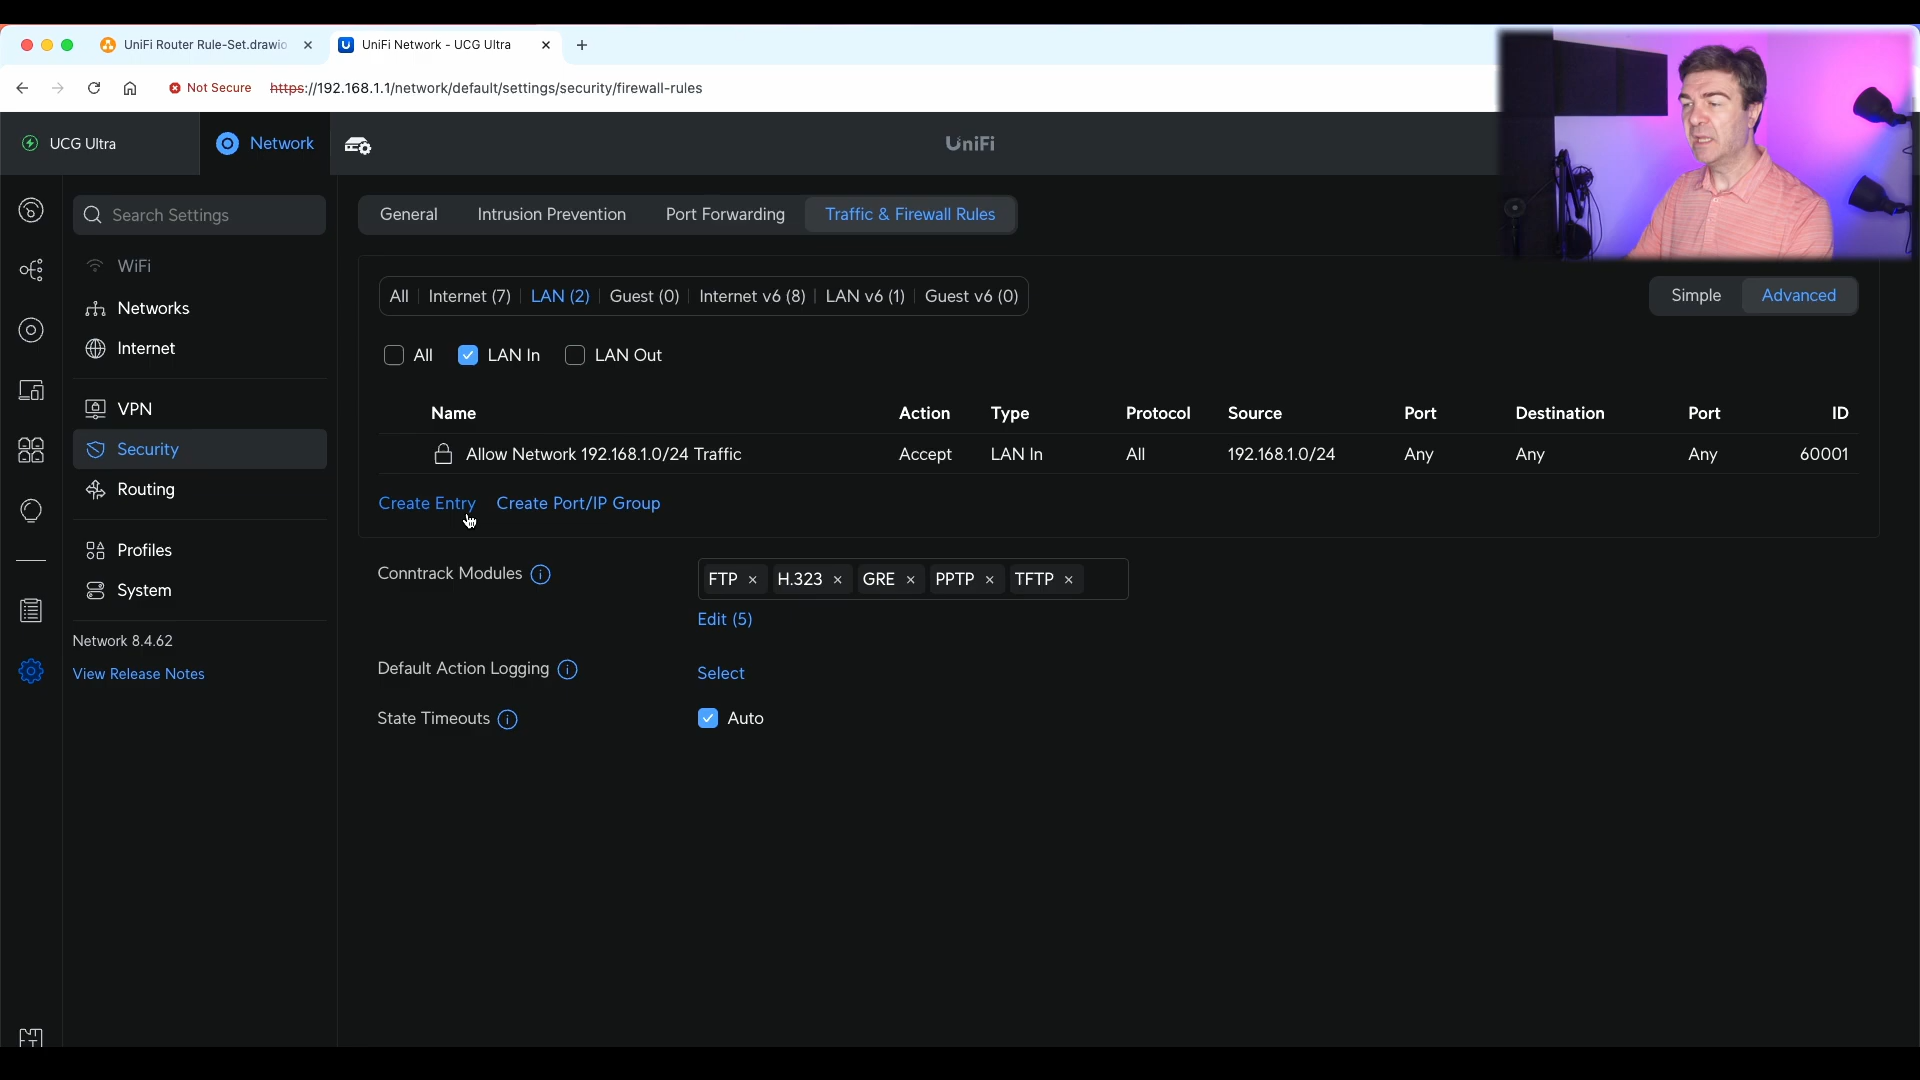 UniFi Router Rule-Set.drawio
UniFi Network - UCG Ultra
Not Secure https://192.168.1.1/network/default/settings/security/firewall-rules
UCG Ultra
Network
UniFi
Search Settings
WiFi
Networks
Internet
VPN
Security
Routing
Profiles
System
Network 8.4.62
View Release Notes
General Intrusion Prevention Port Forwarding Traffic & Firewall Rules
All Internet (7) LAN (2) Guest (0) Internet v6 (8) LAN v6 (1) Guest v6 (0)
Simple Advanced
All LAN In LAN Out
Name Action Type Protocol Source Port Destination Port ID
Allow Network 192.168.1.0/24 Traffic Accept LAN In All 192.168.1.0/24 Any Any Any 60001
Create Entry Create Port/IP Group
Conntrack Modules FTP H.323 GRE PPTP TFTP
Edit (5)
Default Action Logging Select
State Timeouts Auto